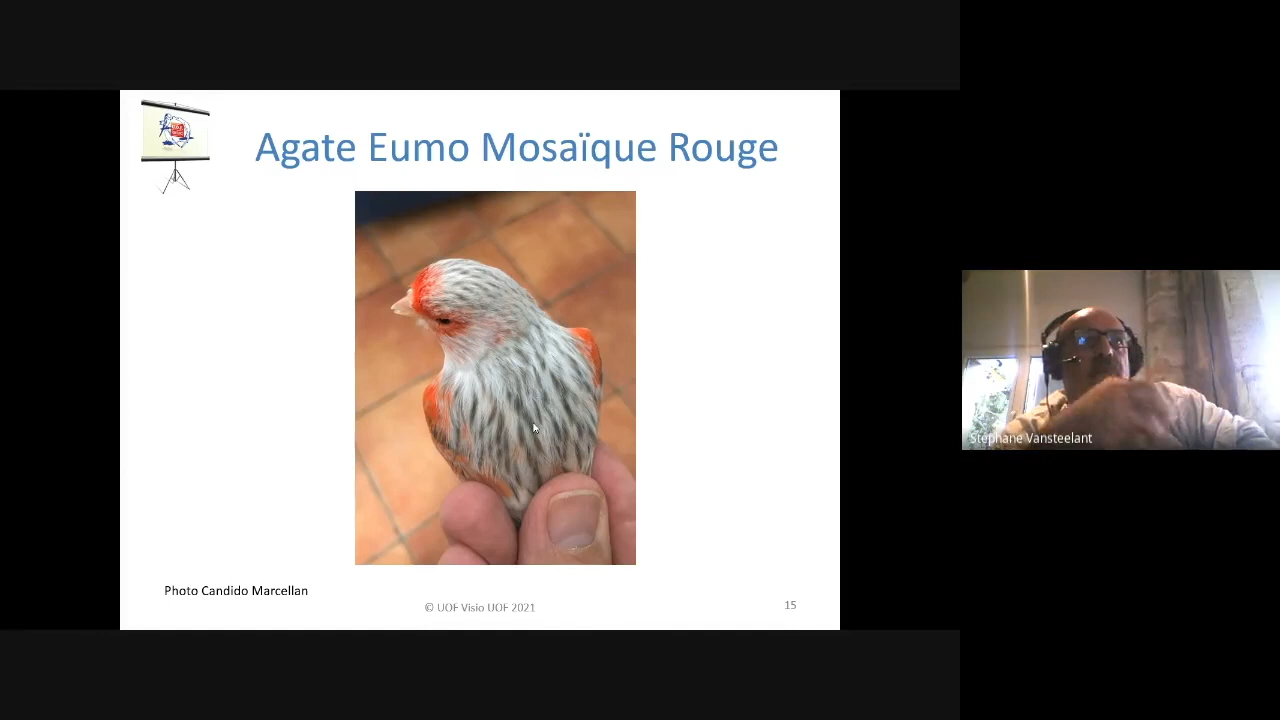 Agate Eumo Mosaïque Rouge
Photo Candido Marcellan
© UOF Visio UOF 2021
15
Stéphane Vansteelant